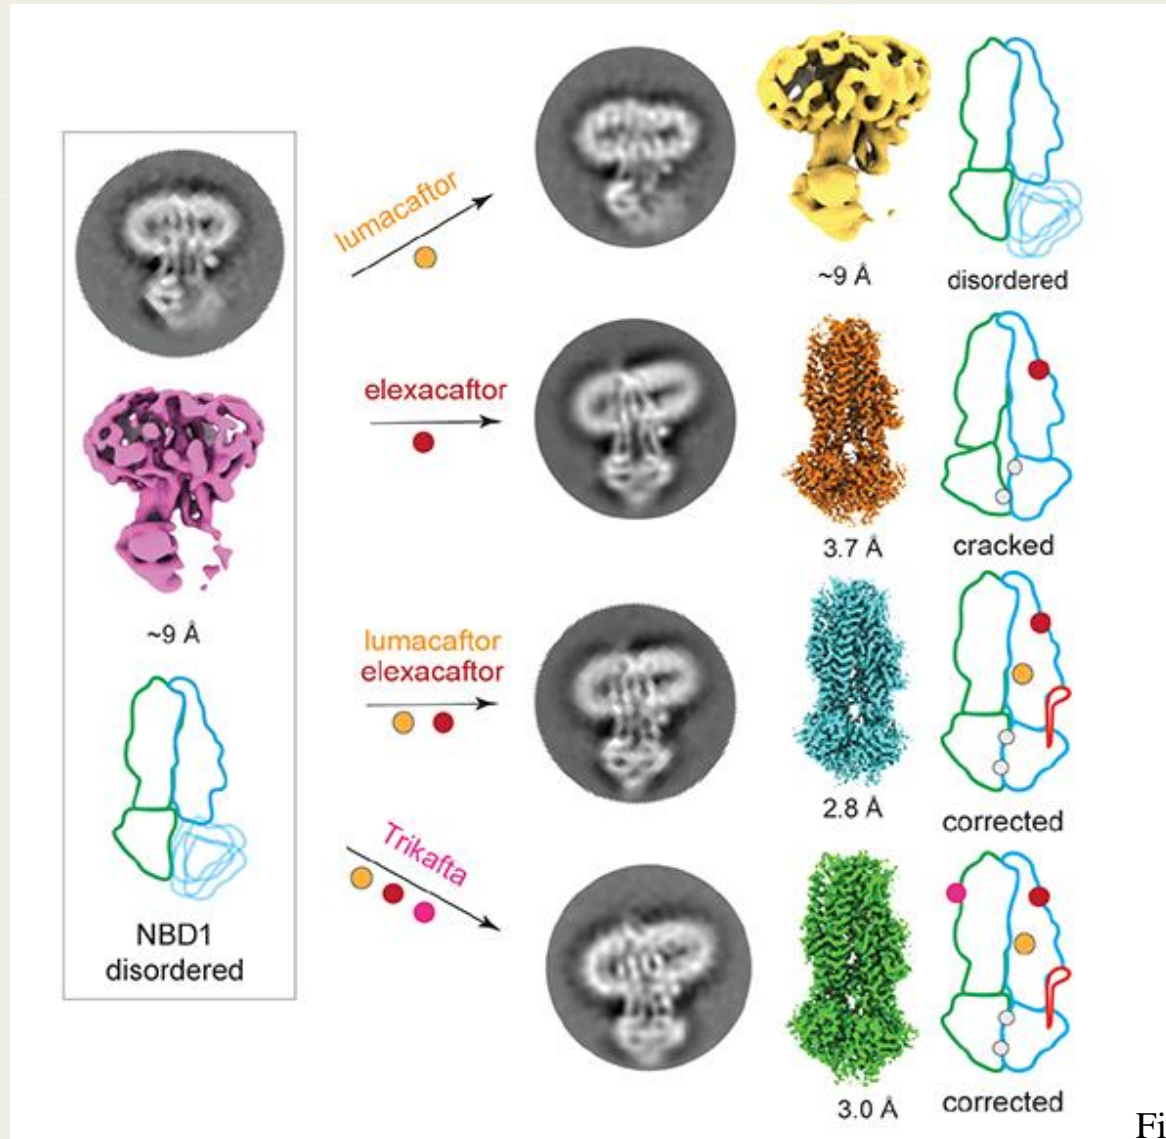 ~9 Å
NBD1
disordered
lumacaftor
~9 Å
disordered
elexacaftor
3.7 Å
cracked
lumacaftor
elexacaftor
2.8 Å
corrected
Trikafta
3.0 Å
corrected
Fi